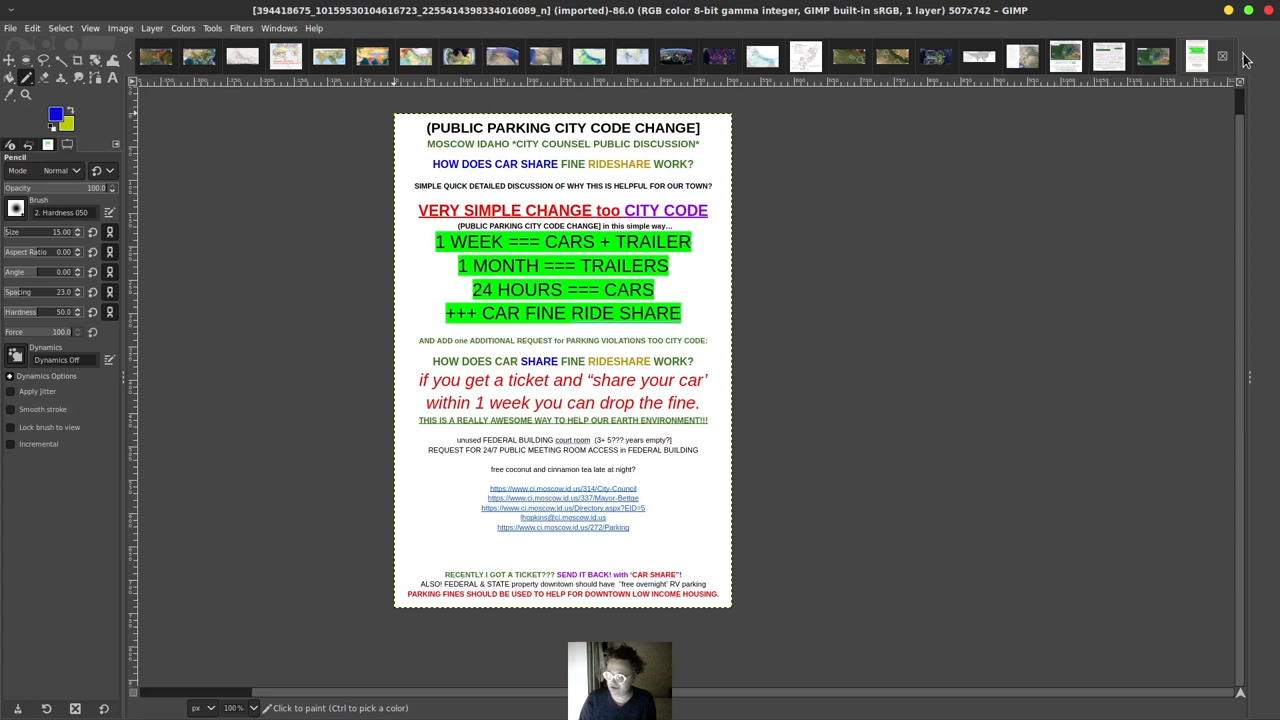 [3944186875_1015953010461624672] (imported)-20.0 (RGB color 8-bit gamma integer, GIMP built-in sRGB, 1 layer) 507x742 – GIMP
File Edit Select View Image Layer Colors Tools Filters Windows Help
Pencil
Mode Normal
Opacity 100.0
Brush
2. Hardness 050
Size 15.00
Aspect Ratio 0.00
Angle 0.00
Spacing 23.0
Hardness 50.0
Force 100.0
Dynamics
Dynamics Off
Dynamics Options
Apply Jitter
Smooth stroke
Lock brush to view
Incremental
(PUBLIC PARKING CITY CODE CHANGE]
MOSCOW IDAHO *CITY COUNSEL PUBLIC DISCUSSION*
HOW DOES CAR SHARE FINE RIDESHARE WORK?
SIMPLE QUICK DETAILED DISCUSSION OF WHY THIS IS HELPFUL FOR OUR TOWN?
VERY SIMPLE CHANGE too CITY CODE
(PUBLIC PARKING CITY CODE CHANGE] in this simple way…
1 WEEK === CARS + TRAILER
1 MONTH === TRAILERS
24 HOURS === CARS
+++ CAR FINE RIDE SHARE
AND ADD one ADDITIONAL REQUEST for PARKING VIOLATIONS TOO CITY CODE:
HOW DOES CAR SHARE FINE RIDESHARE WORK?
if you get a ticket and “share your car’
within 1 week you can drop the fine.
THIS IS A REALLY AWESOME WAY TO HELP OUR EARTH ENVIRONMENT!!!
unused FEDERAL BUILDING court room (3+ 5??? years empty?]
REQUEST FOR 24/7 PUBLIC MEETING ROOM ACCESS in FEDERAL BUILDING
free coconut and cinnamon tea late at night?
https://www.ci.moscow.id.us/314/City-Council
https://www.ci.moscow.id.us/337/Mayor-Bettge
https://www.ci.moscow.id.us/Directory.aspx?EID=5
lhopkins@ci.moscow.id.us
https://www.ci.moscow.id.us/272/Parking
RECENTLY I GOT A TICKET??? SEND IT BACK! with ‘CAR SHARE”!
ALSO! FEDERAL & STATE property downtown should have “free overnight’ RV parking
PARKING FINES SHOULD BE USED TO HELP FOR DOWNTOWN LOW INCOME HOUSING.
px 100 % Click to paint (Ctrl to pick a color)